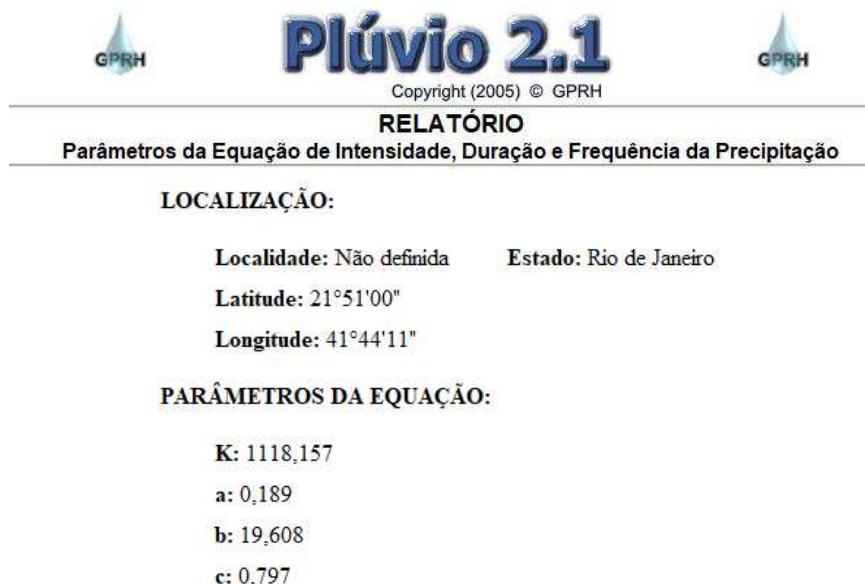 GPRH Plúvio 2.1 GPRH
Copyright (2005) © GPRH
RELATÓRIO
Parâmetros da Equação de Intensidade, Duração e Frequência da Precipitação
LOCALIZAÇÃO:
Localidade: Não definida Estado: Rio de Janeiro
Latitude: 21°51'00"
Longitude: 41°44'11"
PARÂMETROS DA EQUAÇÃO:
K: 1118,157
a: 0,189
b: 19,608
c: 0,797